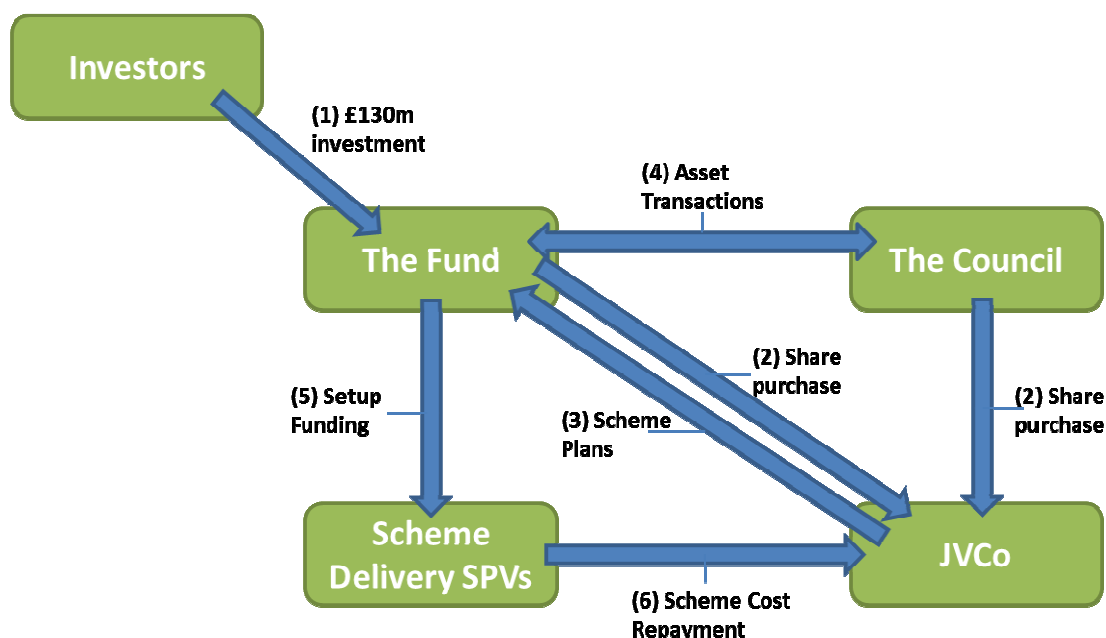 Investors
(1) £130m
investment
(4) Asset
Transactions
The Fund
The Council
(2) Share
purchase
(5) Setup
Funding
(3) Scheme
Plans
(2) Share
purchase
Scheme
Delivery SPVs
JVCo
(6) Scheme Cost
Repayment